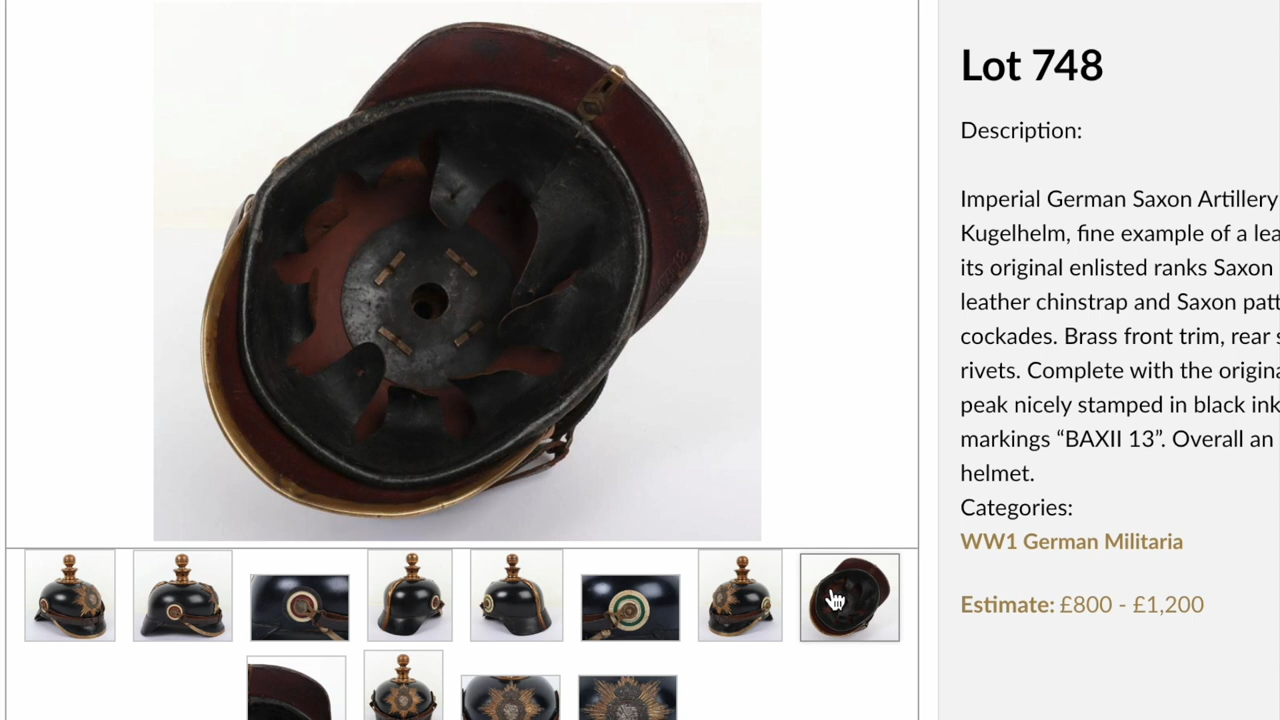 Lot 748
Description:
Imperial German Saxon Artillery
Kugelhelm, fine example of a lea
its original enlisted ranks Saxon
leather chinstrap and Saxon patt
cockades. Brass front trim, rear s
rivets. Complete with the origina
peak nicely stamped in black ink
markings “BAXII 13”. Overall an
helmet.
Categories:
WW1 German Militaria
Estimate: £800 - £1,200